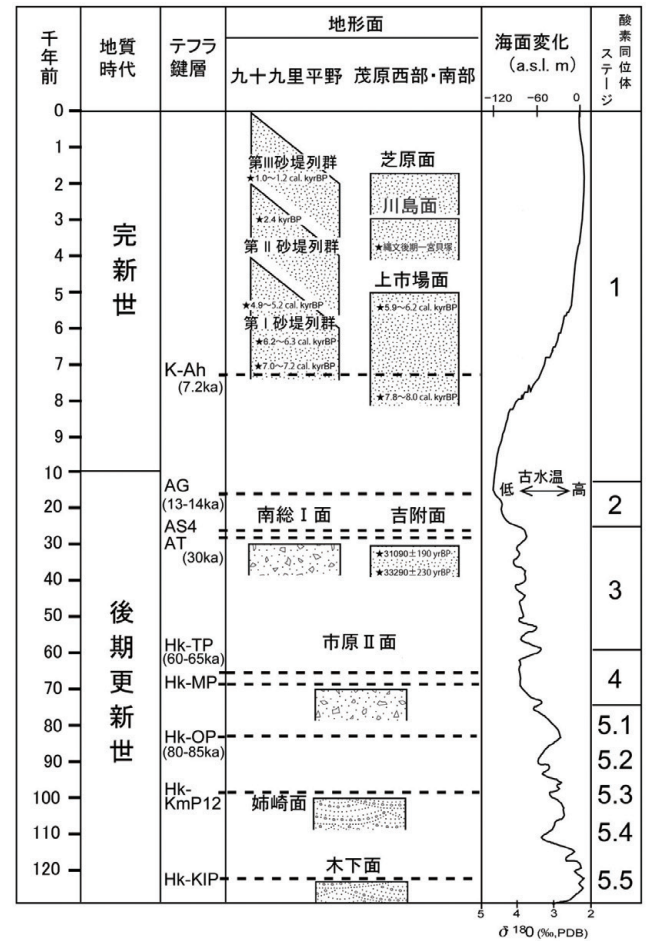 千年前
地質時代
テフラ鍵層
地形面
九十九里平野 茂原西部・南部
海面変化
(a.s.l. m)
酸素同位体ステージ
-120 -60 0
0
1
2
3
4
5
6
7
8
9
10
20
30
40
50
60
70
80
90
100
110
120
完新世
後期更新世
K-Ah
(7.2ka)
AG
(13-14ka)
AS4
AT
(30ka)
Hk-TP
(60-65ka)
Hk-MP
Hk-OP
(80-85ka)
Hk-
KmP12
Hk-KlP
第III砂堤列群
★1.0〜1.2 cal. kyrBP
★2.4 kyrBP
第II砂堤列群
★4.9〜5.2 cal. kyrBP
第I砂堤列群
★6.2〜6.3 cal. kyrBP
★7.0〜7.2 cal. kyrBP
芝原面
川島面
★縄文後期一宮貝塚
上市場面
★5.9〜6.2 cal. kyrBP
★7.8〜8.0 cal. kyrBP
南総I面
吉附面
★31090±190 yrBP
★33290±230 yrBP
市原II面
姉崎面
木下面
古水温
低 高
1
2
3
4
5.1
5.2
5.3
5.4
5.5
5 4 3 2
δ 18O (‰,PDB)